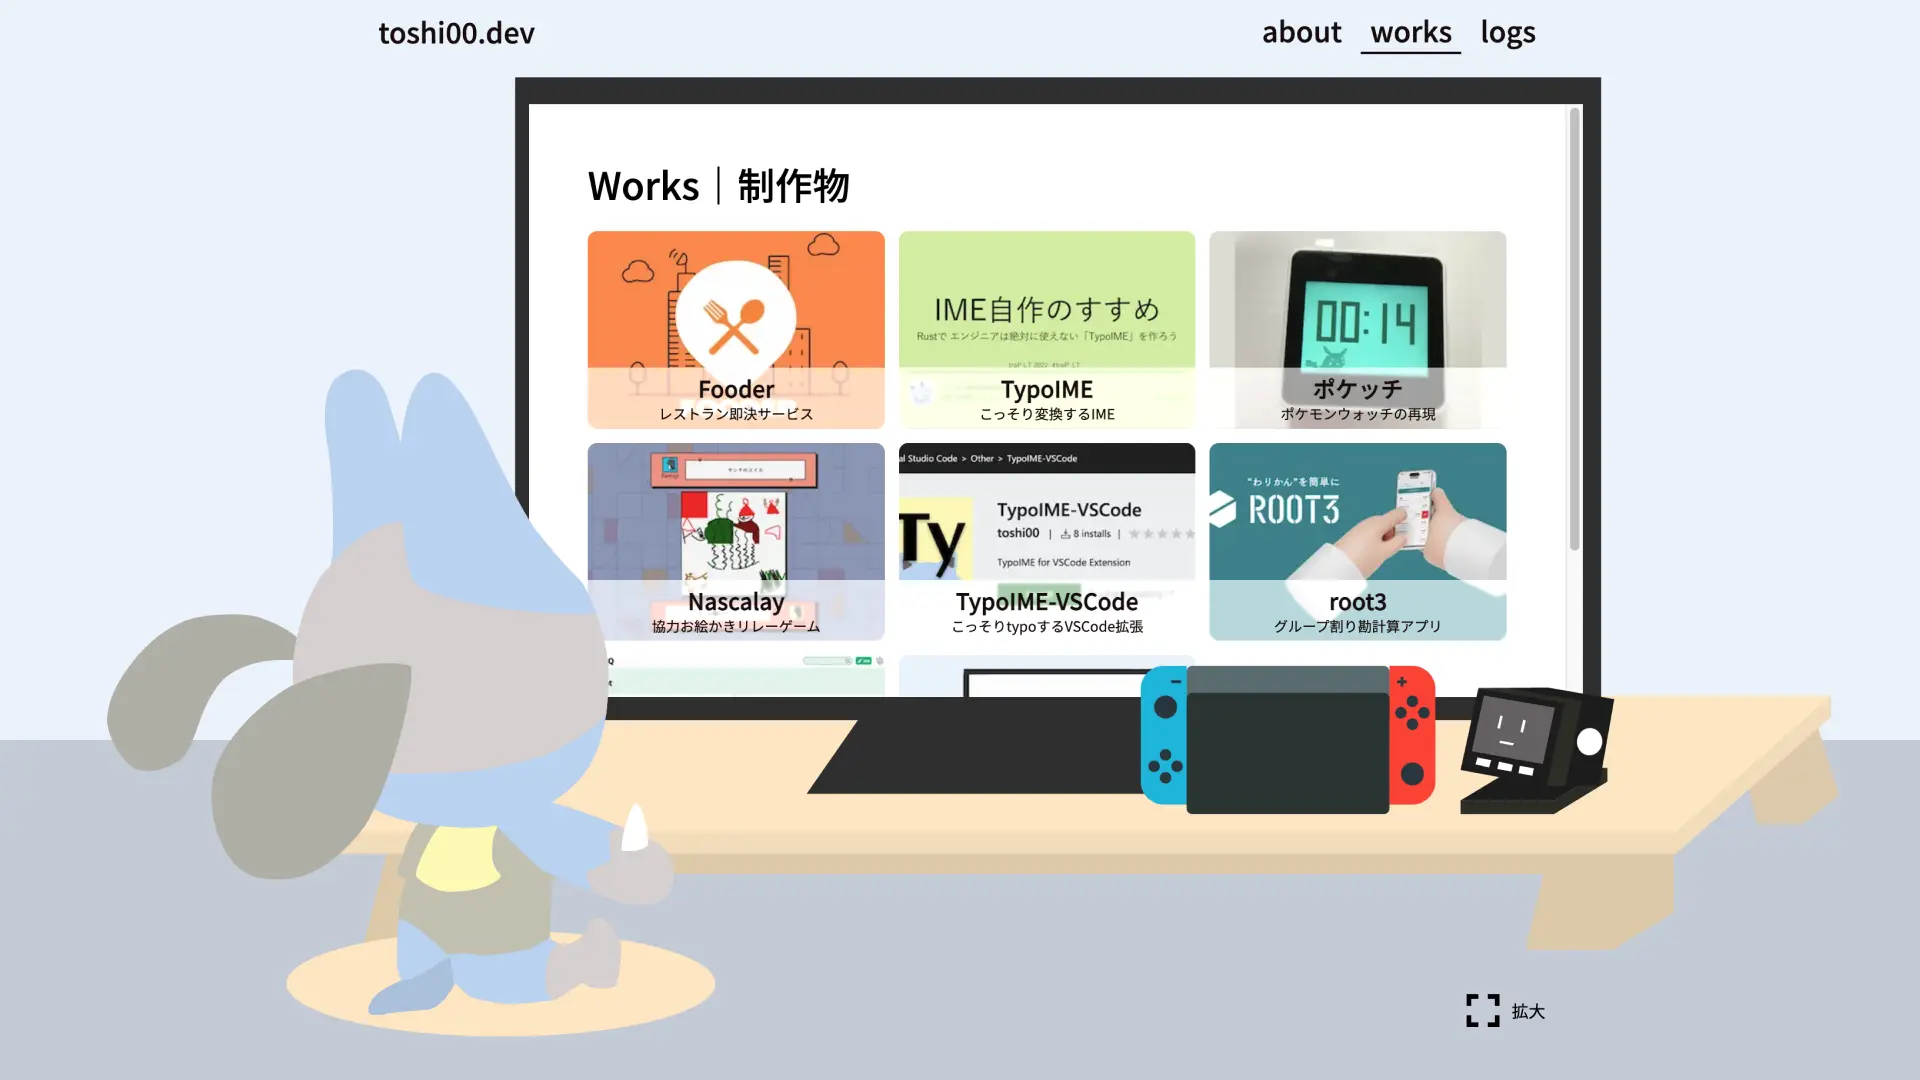 toshi00.dev
about works logs
Works｜制作物
IME自作のすすめ
Rustで エンジニアは絶対に使えない「TypoIME」を作ろう
00:14
Fooder
レストラン即決サービス
TypoIME
こっそり変換するIME
ポケッチ
ポケモンウォッチの再現
al Studio Code > Other > TypoIME-VSCode
Ty
TypoIME-VSCode
toshi00 | 8 installs |
TypoIME for VSCode Extension
"わりかん"を簡単に
ROOT3
Nascalay
協力お絵かきリレーゲーム
TypoIME-VSCode
こっそりtypoするVSCode拡張
root3
グループ割り勘計算アプリ
拡大